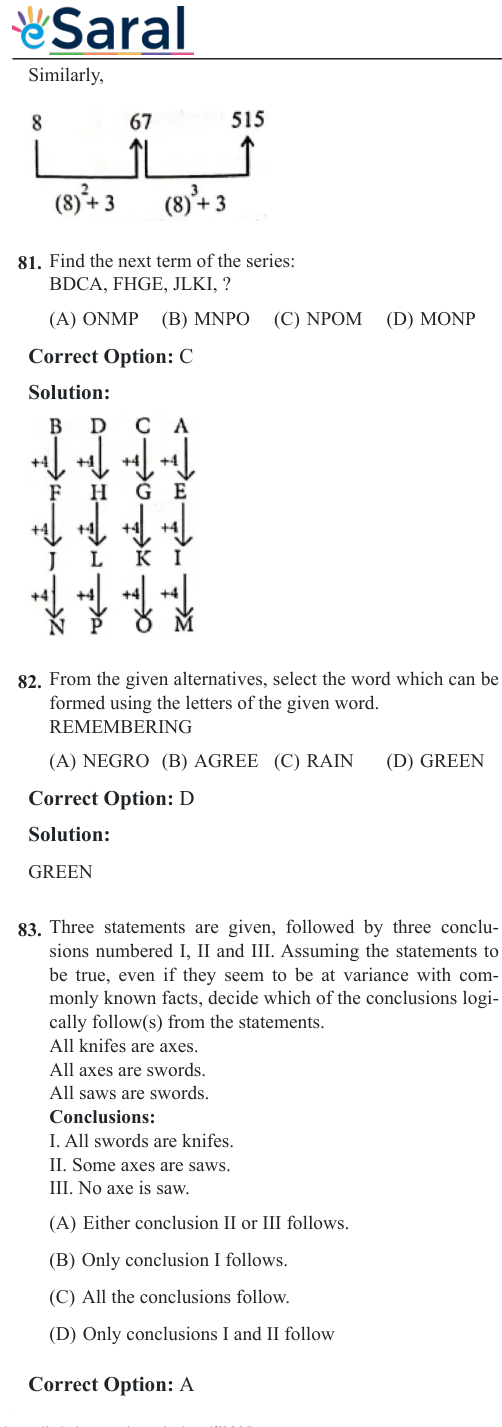 eSaral
Similarly,
8 67 515
(8)²+ 3 (8)³+ 3
81. Find the next term of the series:
BDCA, FHGE, JLKI, ?
(A) ONMP (B) MNPO (C) NPOM (D) MONP
Correct Option: C
Solution:
B D C A
+4 +4 +4 +4
F H G E
+4 +4 +4 +4
J L K I
+4 +4 +4 +4
N P O M
82. From the given alternatives, select the word which can be
formed using the letters of the given word.
REMEMBERING
(A) NEGRO (B) AGREE (C) RAIN (D) GREEN
Correct Option: D
Solution:
GREEN
83. Three statements are given, followed by three conclu-
sions numbered I, II and III. Assuming the statements to
be true, even if they seem to be at variance with com-
monly known facts, decide which of the conclusions logi-
cally follow(s) from the statements.
All knifes are axes.
All axes are swords.
All saws are swords.
Conclusions:
I. All swords are knifes.
II. Some axes are saws.
III. No axe is saw.
(A) Either conclusion II or III follows.
(B) Only conclusion I follows.
(C) All the conclusions follow.
(D) Only conclusions I and II follow
Correct Option: A